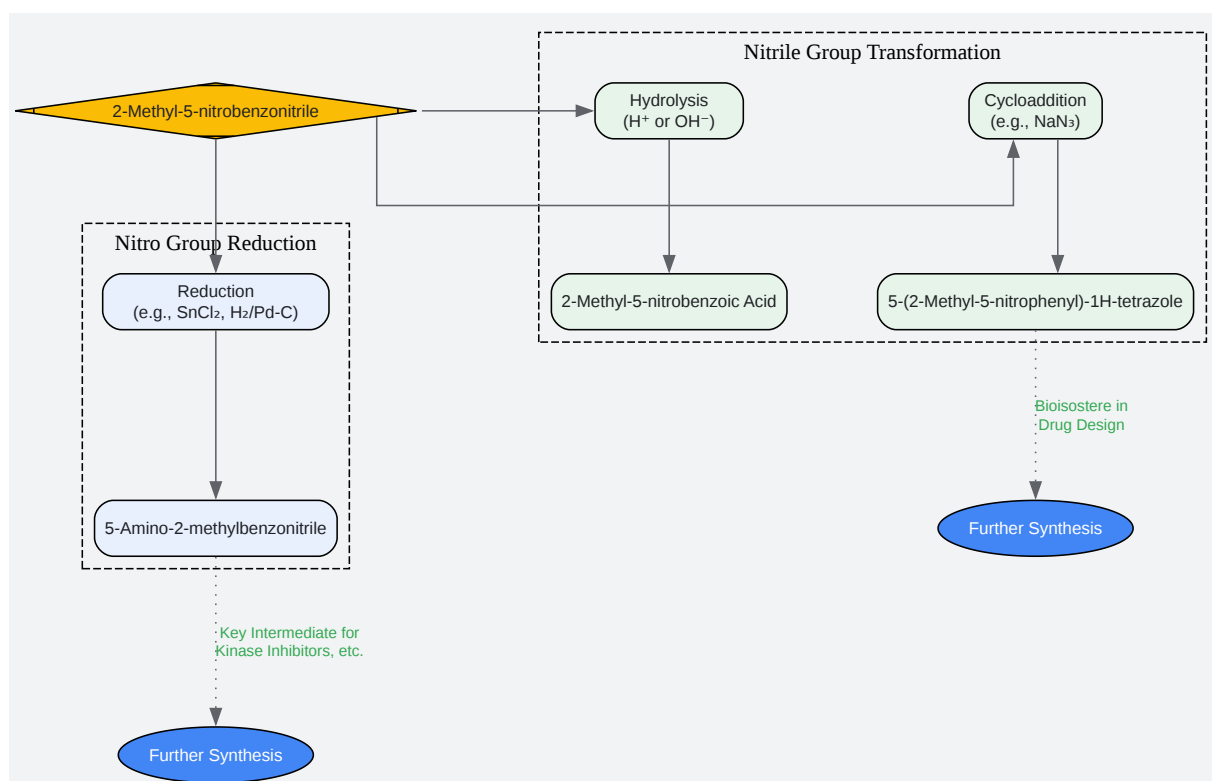 Nitrile Group Transformation
2-Methyl-5-nitrobenzonitrile
Hydrolysis
(H⁺ or OH⁻)
Cycloaddition
(e.g., NaN₃)
Nitro Group Reduction
Reduction
(e.g., SnCl₂, H₂/Pd-C)
2-Methyl-5-nitrobenzoic Acid
5-(2-Methyl-5-nitrophenyl)-1H-tetrazole
Bioisostere in
Drug Design
5-Amino-2-methylbenzonitrile
Further Synthesis
Key Intermediate for
Kinase Inhibitors, etc.
Further Synthesis